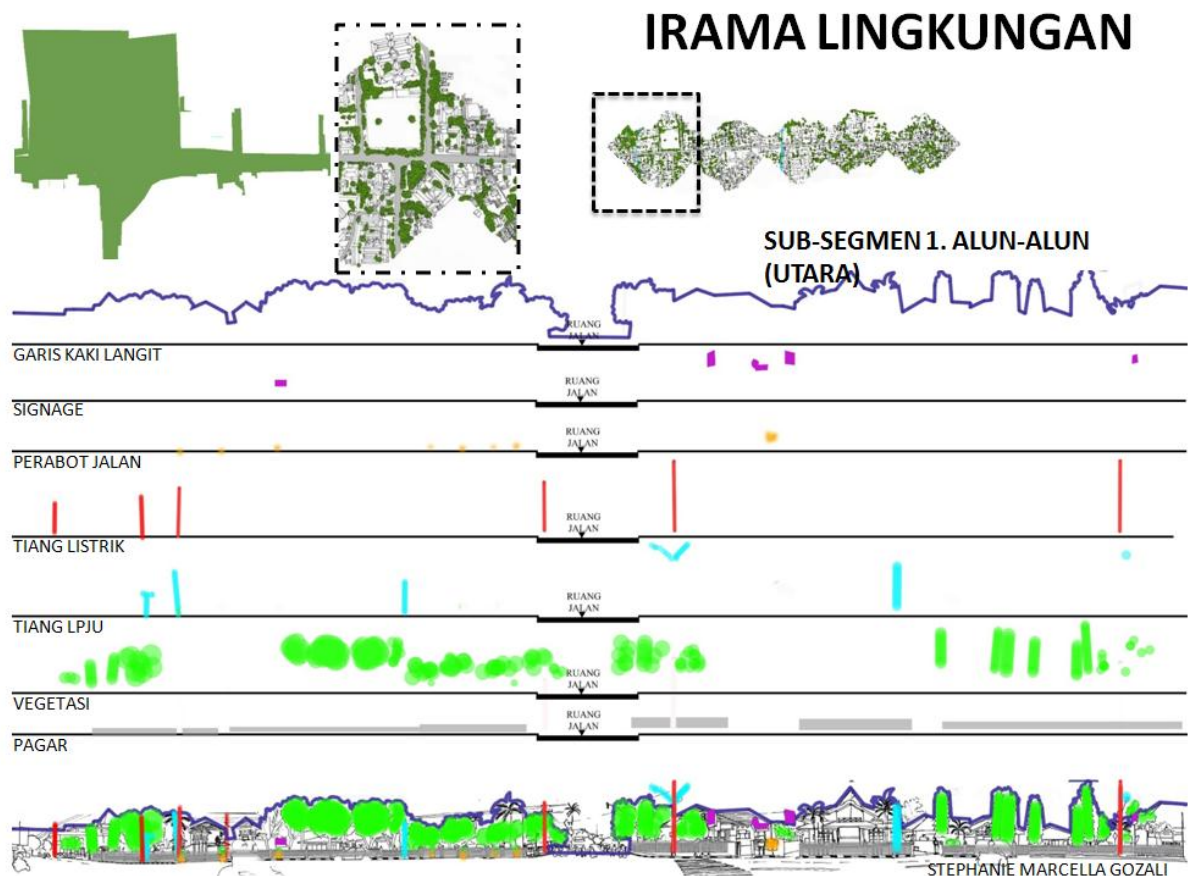 IRAMA LINGKUNGAN
SUB-SEGMEN 1. ALUN-ALUN
(UTARA)
RUANG
JALAN
GARIS KAKI LANGIT
RUANG
JALAN
SIGNAGE
RUANG
JALAN
PERABOT JALAN
RUANG
JALAN
TIANG LISTRIK
RUANG
JALAN
TIANG LPJU
RUANG
JALAN
VEGETASI
RUANG
JALAN
PAGAR
STEPHANIE MARCELLA GOZALI